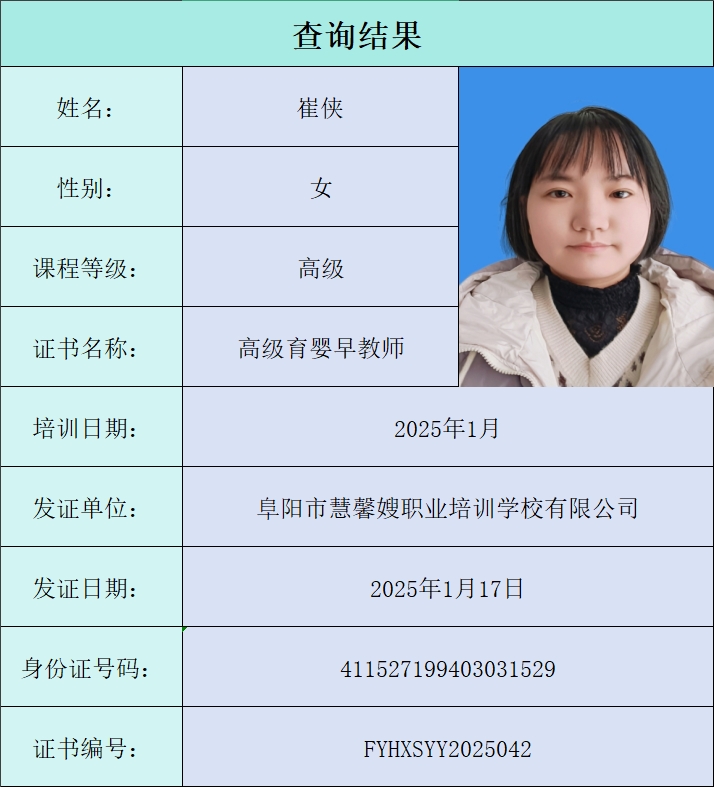 查询结果
姓名： 崔侠
性别： 女
课程等级： 高级
证书名称： 高级育婴早教师
培训日期： 2025年1月
发证单位： 阜阳市慧馨嫂职业培训学校有限公司
发证日期： 2025年1月17日
身份证号码： 411527199403031529
证书编号： FYHXSYY2025042